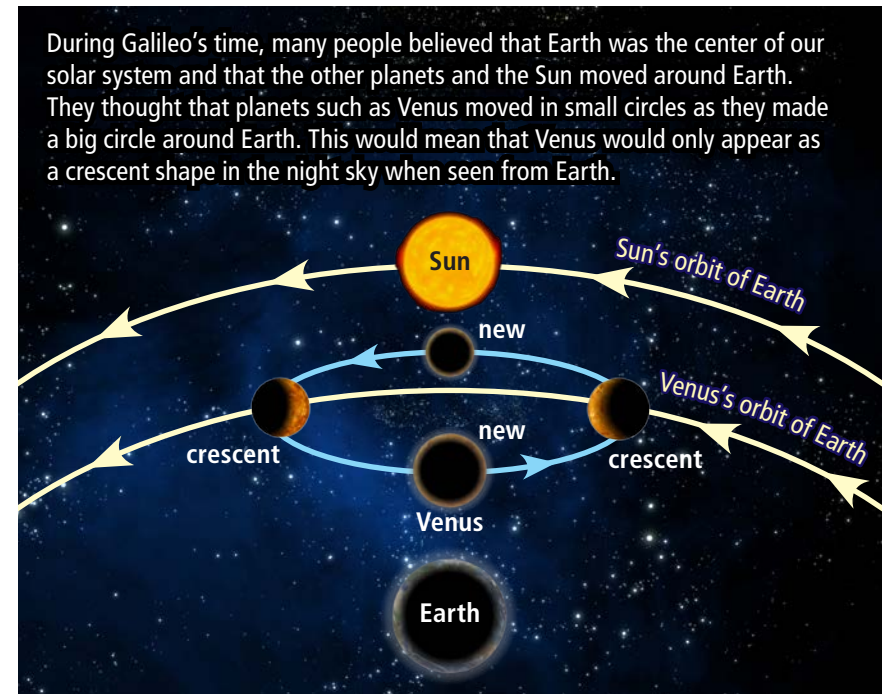 During Galileo's time, many people believed that Earth was the center of our
solar system and that the other planets and the Sun moved around Earth.
They thought that planets such as Venus moved in small circles as they made
a big circle around Earth. This would mean that Venus would only appear as
a crescent shape in the night sky when seen from Earth.
Sun
Sun's orbit of Earth
new
Venus's orbit of Earth
new
crescent
crescent
Venus
Earth